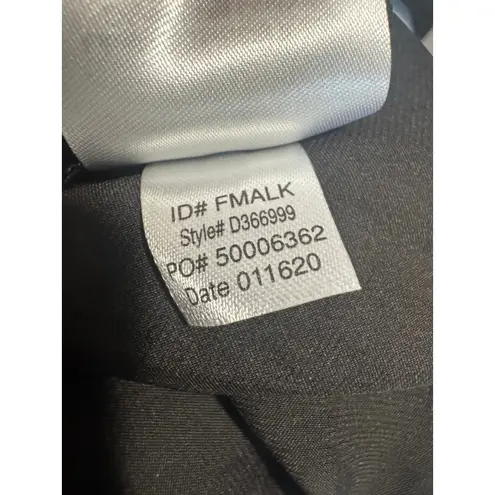 ID# FMALK
Style# D366999
PO# 50006362
Date 011620